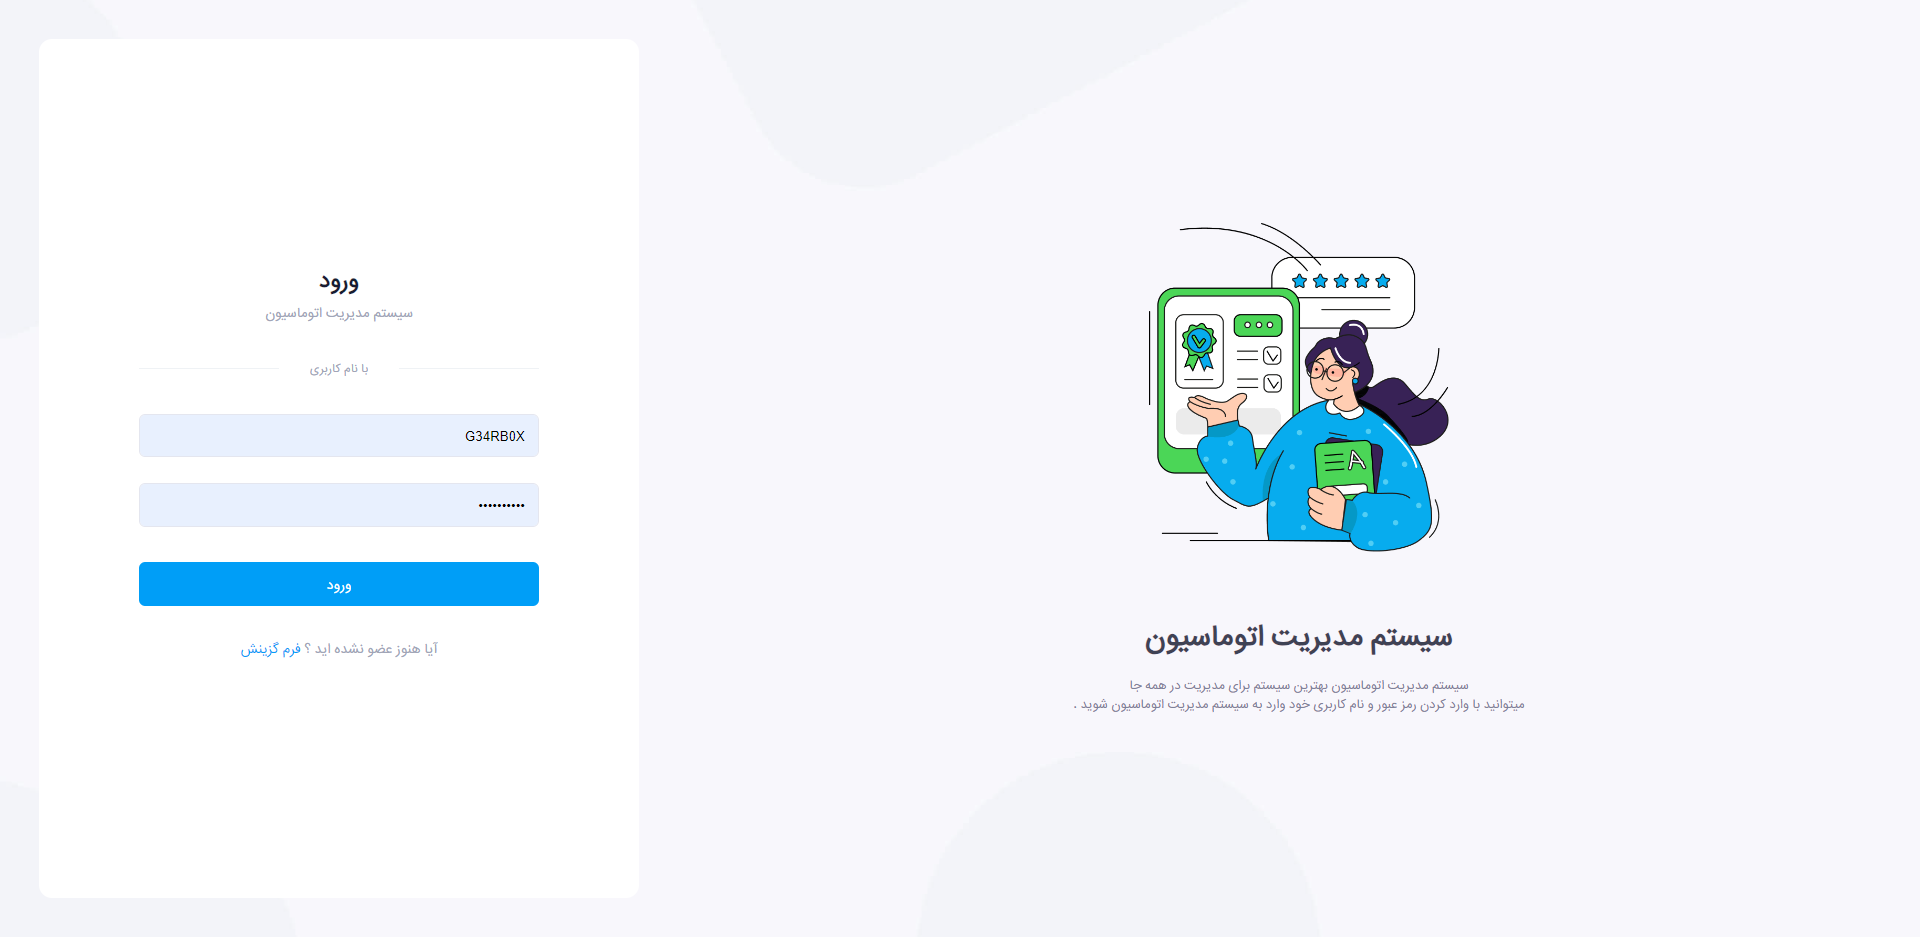 ورود
سیستم مدیریت اتوماسیون
با نام کاربری
G34RB0X
••••••••••
ورود
آیا هنوز عضو نشده اید ؟ فرم گزینش
A
سیستم مدیریت اتوماسیون
سیستم مدیریت اتوماسیون بهترین سیستم برای مدیریت در همه جا
میتوانید با وارد کردن رمز عبور و نام کاربری خود وارد به سیستم مدیریت اتوماسیون شوید .